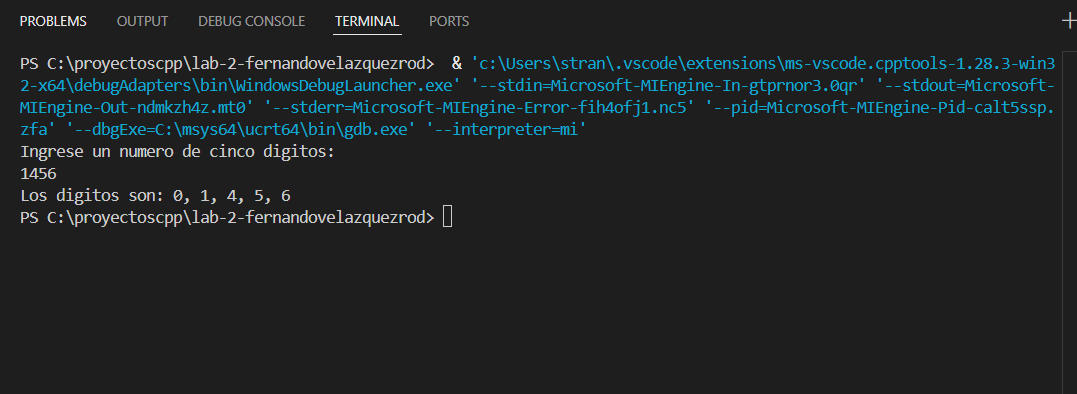 PROBLEMS OUTPUT DEBUG CONSOLE TERMINAL PORTS
PS C:\proyectoscpp\lab-2-fernandovelazquezrod>  & 'c:\Users\stran\.vscode\extensions\ms-vscode.cpptools-1.28.3-win3
2-x64\debugAdapters\bin\WindowsDebugLauncher.exe' '--stdin=Microsoft-MIEngine-In-gtprnor3.0qr' '--stdout=Microsoft-
MIEngine-Out-ndmkzh4z.mt0' '--stderr=Microsoft-MIEngine-Error-fih4ofj1.nc5' '--pid=Microsoft-MIEngine-Pid-calt5ssp.
zfa' '--dbgExe=C:\msys64\ucrt64\bin\gdb.exe' '--interpreter=mi'
Ingrese un numero de cinco digitos:
1456
Los digitos son: 0, 1, 4, 5, 6
PS C:\proyectoscpp\lab-2-fernandovelazquezrod>